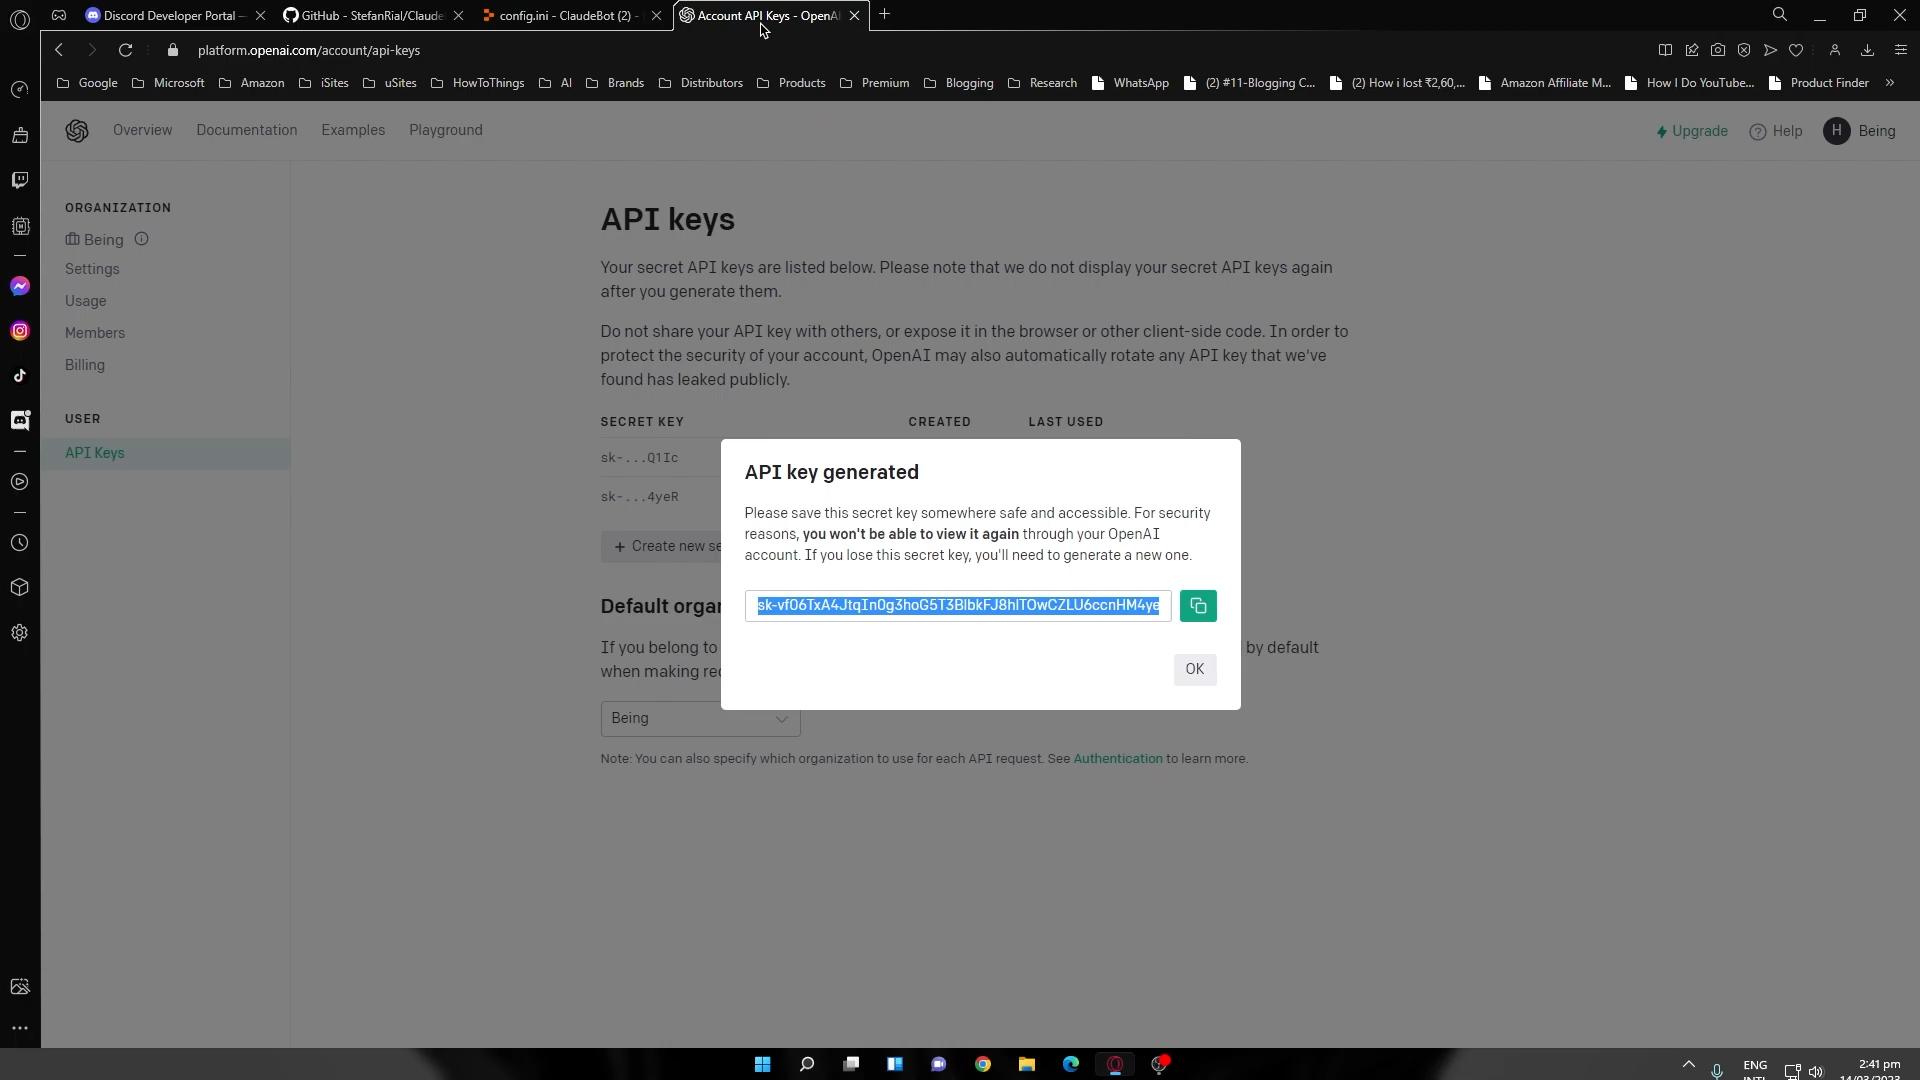 Discord Developer Portal —
GitHub - StefanRial/Claude
config.ini - ClaudeBot (2) -
Account API Keys - OpenAI
platform.openai.com/account/api-keys
Google
Microsoft
Amazon
iSites
uSites
HowToThings
AI
Brands
Distributors
Products
Premium
Blogging
Research
WhatsApp
(2) #11-Blogging C...
(2) How i lost ₹2,60,...
Amazon Affiliate M...
How I Do YouTube...
Product Finder
Overview
Documentation
Examples
Playground
Upgrade
Help
H
Being
ORGANIZATION
Being
Settings
Usage
Members
Billing
USER
API Keys
API keys
Your secret API keys are listed below. Please note that we do not display your secret API keys again
after you generate them.
Do not share your API key with others, or expose it in the browser or other client-side code. In order to
protect the security of your account, OpenAI may also automatically rotate any API key that we've
found has leaked publicly.
SECRET KEY CREATED LAST USED
sk-...Q1Ic
sk-...4yeR
+ Create new se
API key generated
Please save this secret key somewhere safe and accessible. For security
reasons, you won't be able to view it again through your OpenAI
account. If you lose this secret key, you'll need to generate a new one.
OK
Default organ
If you belong to
by default
when making req
Being
Note: You can also specify which organization to use for each API request. See Authentication to learn more.
ENG
INTL
2:41 pm
14/03/2023